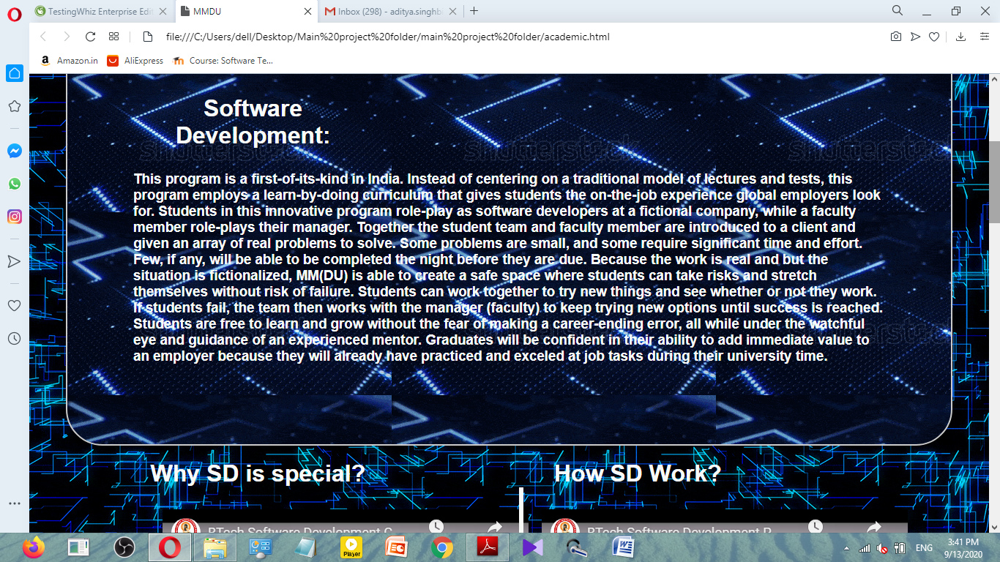 TestingWhiz Enterprise Edi
MMDU
Inbox (298) - aditya.singhb
file:///C:/Users/dell/Desktop/Main%20project%20folder/main%20project%20folder/academic.html
Amazon.in
AliExpress
Course: Software Te...
Software
Development:
shutterstock
This program is a first-of-its-kind in India. Instead of centering on a traditional model of lectures and tests, this
program employs a learn-by-doing curriculum that gives students the on-the-job experience global employers look
for. Students in this innovative program role-play as software developers at a fictional company, while a faculty
member role-plays their manager. Together the student team and faculty member are introduced to a client and
given an array of real problems to solve. Some problems are small, and some require significant time and effort.
Few, if any, will be able to be completed the night before they are due. Because the work is real and but the
situation is fictionalized, MM(DU) is able to create a safe space where students can take risks and stretch
themselves without risk of failure. Students can work together to try new things and see whether or not they work.
If students fail, the team then works with the manager (faculty) to keep trying new options until success is reached.
Students are free to learn and grow without the fear of making a career-ending error, all while under the watchful
eye and guidance of an experienced mentor. Graduates will be confident in their ability to add immediate value to
an employer because they will already have practiced and exceled at job tasks during their university time.
Why SD is special?
How SD Work?
BTech Software Development C
BTech Software Development P
Player
ENG
3:41 PM
9/13/2020